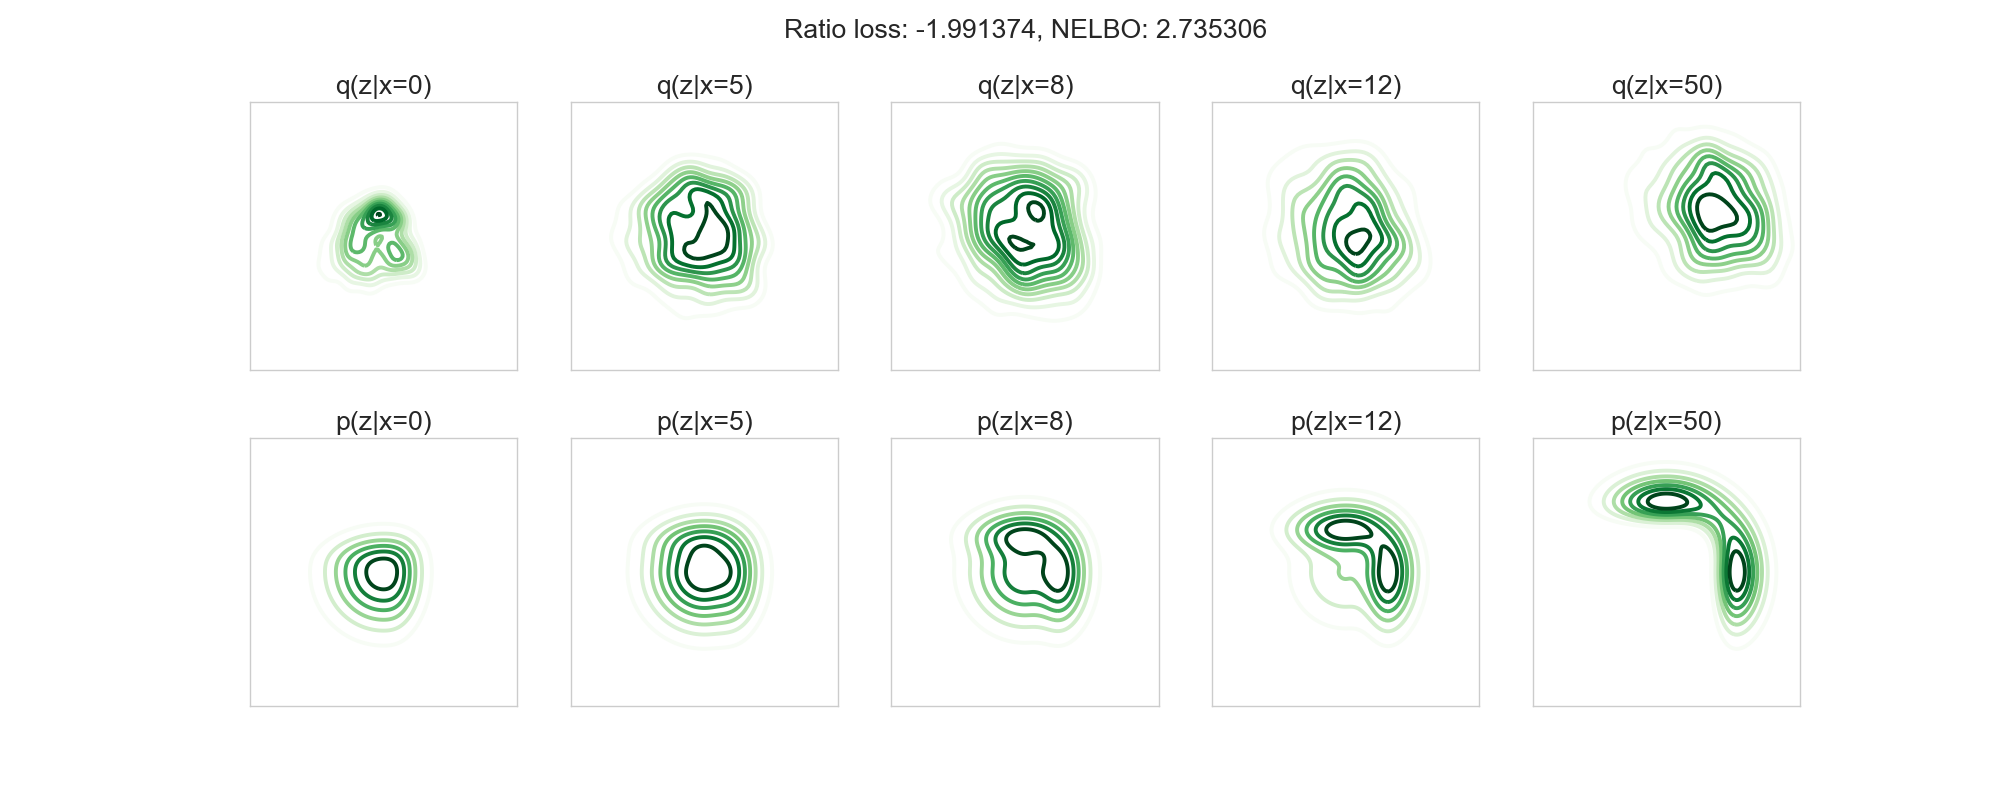 Ratio loss: -1.991374, NELBO: 2.735306
q(z|x=0) q(z|x=5) q(z|x=8) q(z|x=12) q(z|x=50)
p(z|x=0) p(z|x=5) p(z|x=8) p(z|x=12) p(z|x=50)